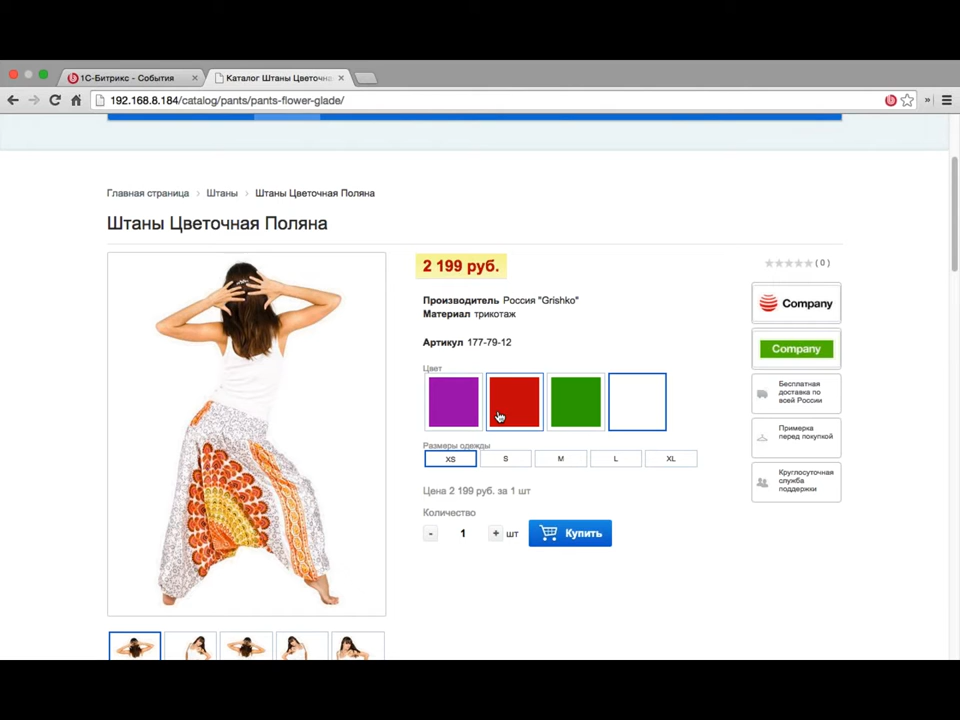 1С-Битрикс - События
Каталог Штаны Цветочна
192.168.8.184/catalog/pants/pants-flower-glade/
Главная страница > Штаны > Штаны Цветочная Поляна
Штаны Цветочная Поляна
2 199 руб.
( 0 )
Производитель Россия "Grishko"
Материал трикотаж
Артикул 177-79-12
Цвет
Размеры одежды
XS S M L XL
Цена 2 199 руб. за 1 шт
Количество
- 1 + шт Купить
Company
Company
Бесплатная
доставка по
всей России
Примерка
перед покупкой
Круглосуточная
служба
поддержки